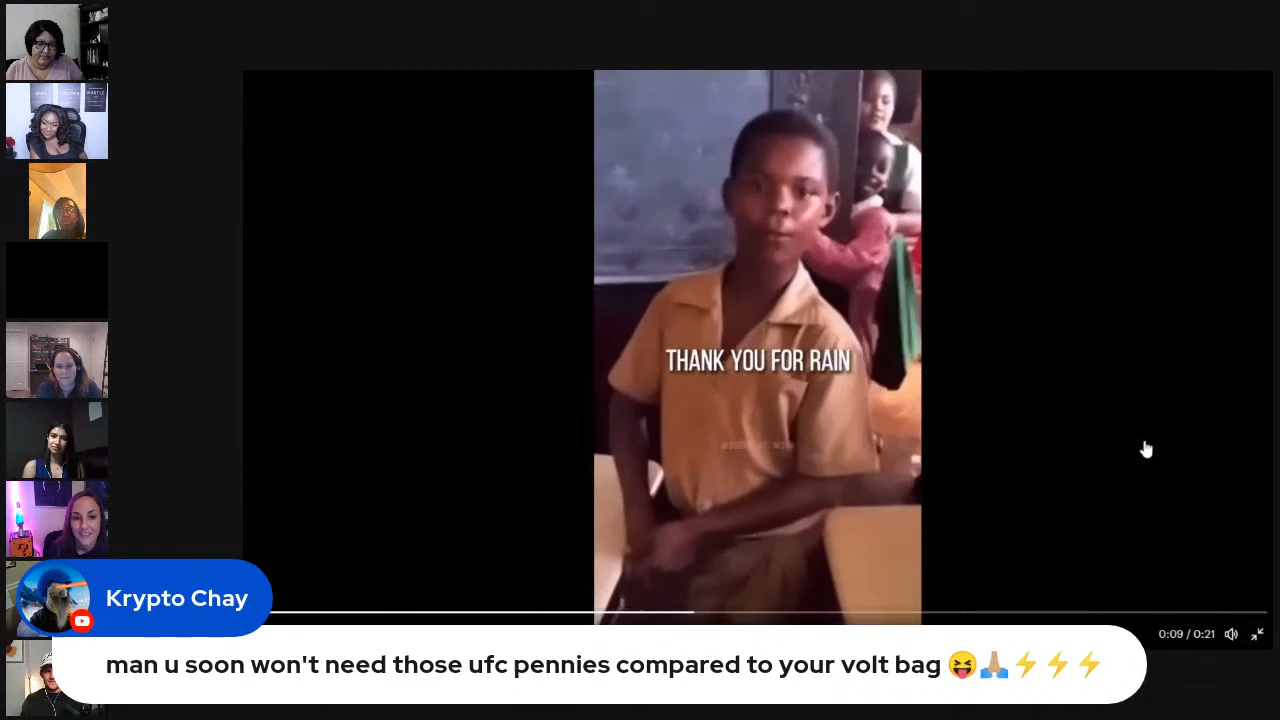 THANK YOU FOR RAIN
0:09 / 0:21
Krypto Chay
man u soon won't need those ufc pennies compared to your volt bag 😝🙏🏼⚡⚡⚡